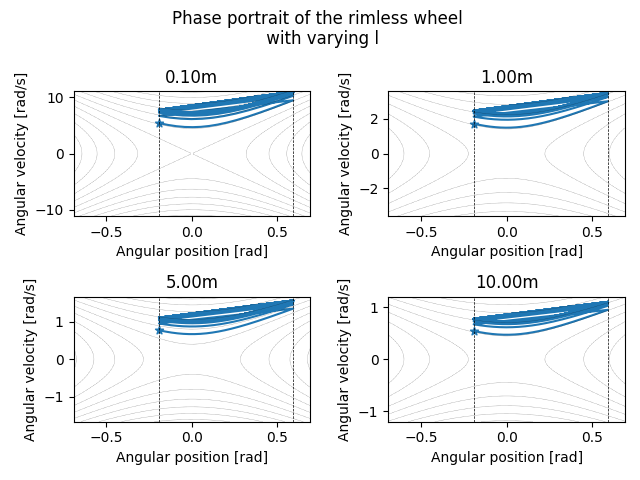 Phase portrait of the rimless wheel
with varying l
0.10m
1.00m
Angular velocity [rad/s]
10
0
−10
−0.5
0.0
0.5
Angular position [rad]
Angular velocity [rad/s]
2
0
−2
−0.5
0.0
0.5
Angular position [rad]
5.00m
10.00m
Angular velocity [rad/s]
1
0
−1
−0.5
0.0
0.5
Angular position [rad]
Angular velocity [rad/s]
1
0
−1
−0.5
0.0
0.5
Angular position [rad]